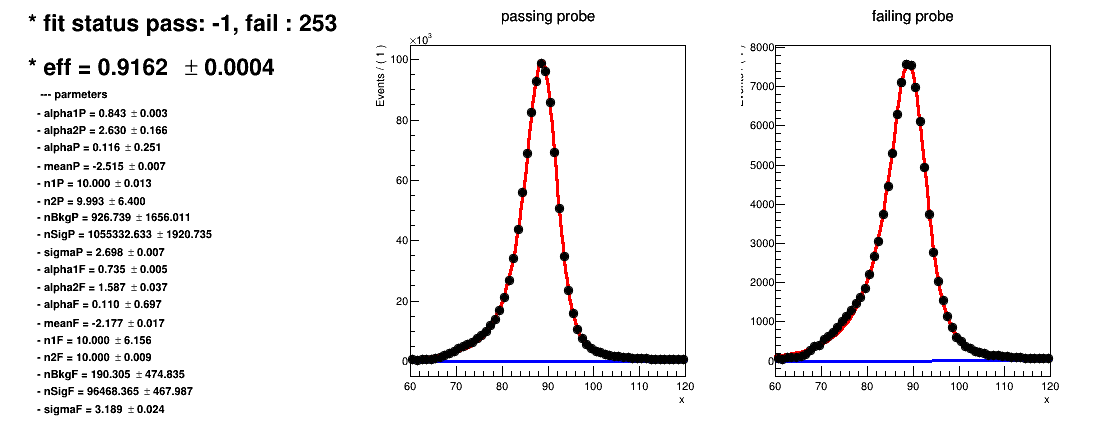 * fit status pass: -1, fail : 253
* eff = 0.9162 ± 0.0004
--- parmeters
- alpha1P = 0.843 ± 0.003
- alpha2P = 2.630 ± 0.166
- alphaP = 0.116 ± 0.251
- meanP = -2.515 ± 0.007
- n1P = 10.000 ± 0.013
- n2P = 9.993 ± 6.400
- nBkgP = 926.739 ± 1656.011
- nSigP = 1055332.633 ± 1920.735
- sigmaP = 2.698 ± 0.007
- alpha1F = 0.735 ± 0.005
- alpha2F = 1.587 ± 0.037
- alphaF = 0.110 ± 0.697
- meanF = -2.177 ± 0.017
- n1F = 10.000 ± 6.156
- n2F = 10.000 ± 0.009
- nBkgF = 190.305 ± 474.835
- nSigF = 96468.365 ± 467.987
- sigmaF = 3.189 ± 0.024
passing probe
×10³
Events / ( 1 )
100
80
60
40
20
0
60 70 80 90 100 110 120
x
failing probe
Events / ( 1 )
8000
7000
6000
5000
4000
3000
2000
1000
0
60 70 80 90 100 110 120
x